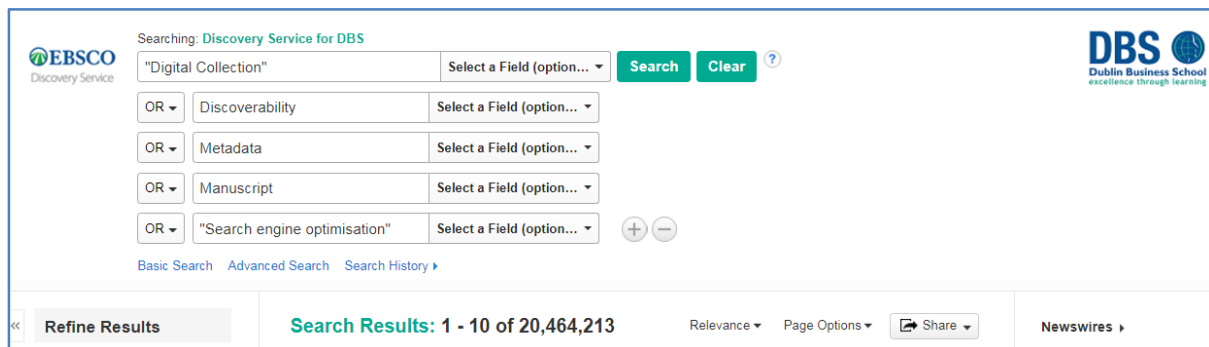 Searching: Discovery Service for DBS
EBSCO
Discovery Service
"Digital Collection" Select a Field (option... Search Clear ?
DBS
Dublin Business School
excellence through learning
OR Discoverability Select a Field (option...
OR Metadata Select a Field (option...
OR Manuscript Select a Field (option...
OR "Search engine optimisation" Select a Field (option... + −
Basic Search Advanced Search Search History
« Refine Results Search Results: 1 - 10 of 20,464,213 Relevance Page Options Share Newswires